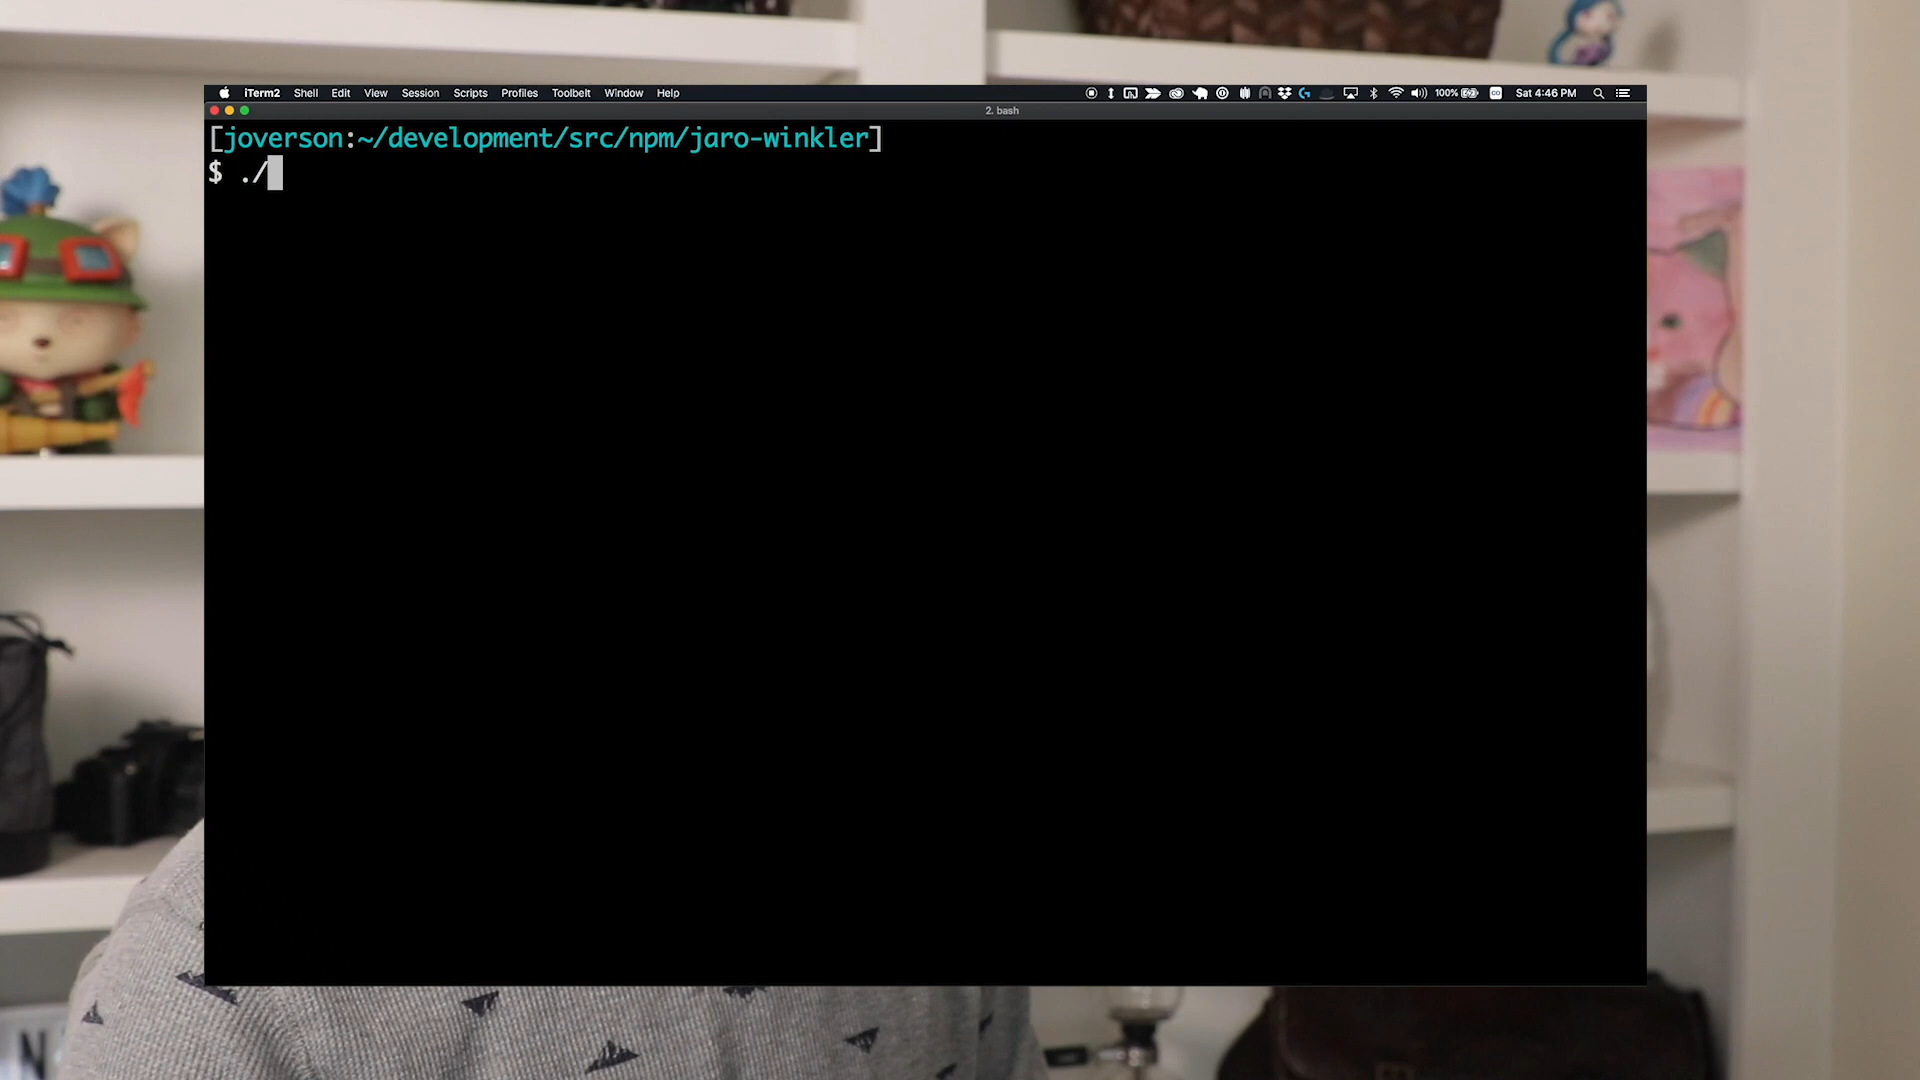 iTerm2 Shell Edit View Session Scripts Profiles Toolbelt Window Help 100% Sat 4:46 PM
2. bash
[joverson:~/development/src/npm/jaro-winkler]
$ ./
N